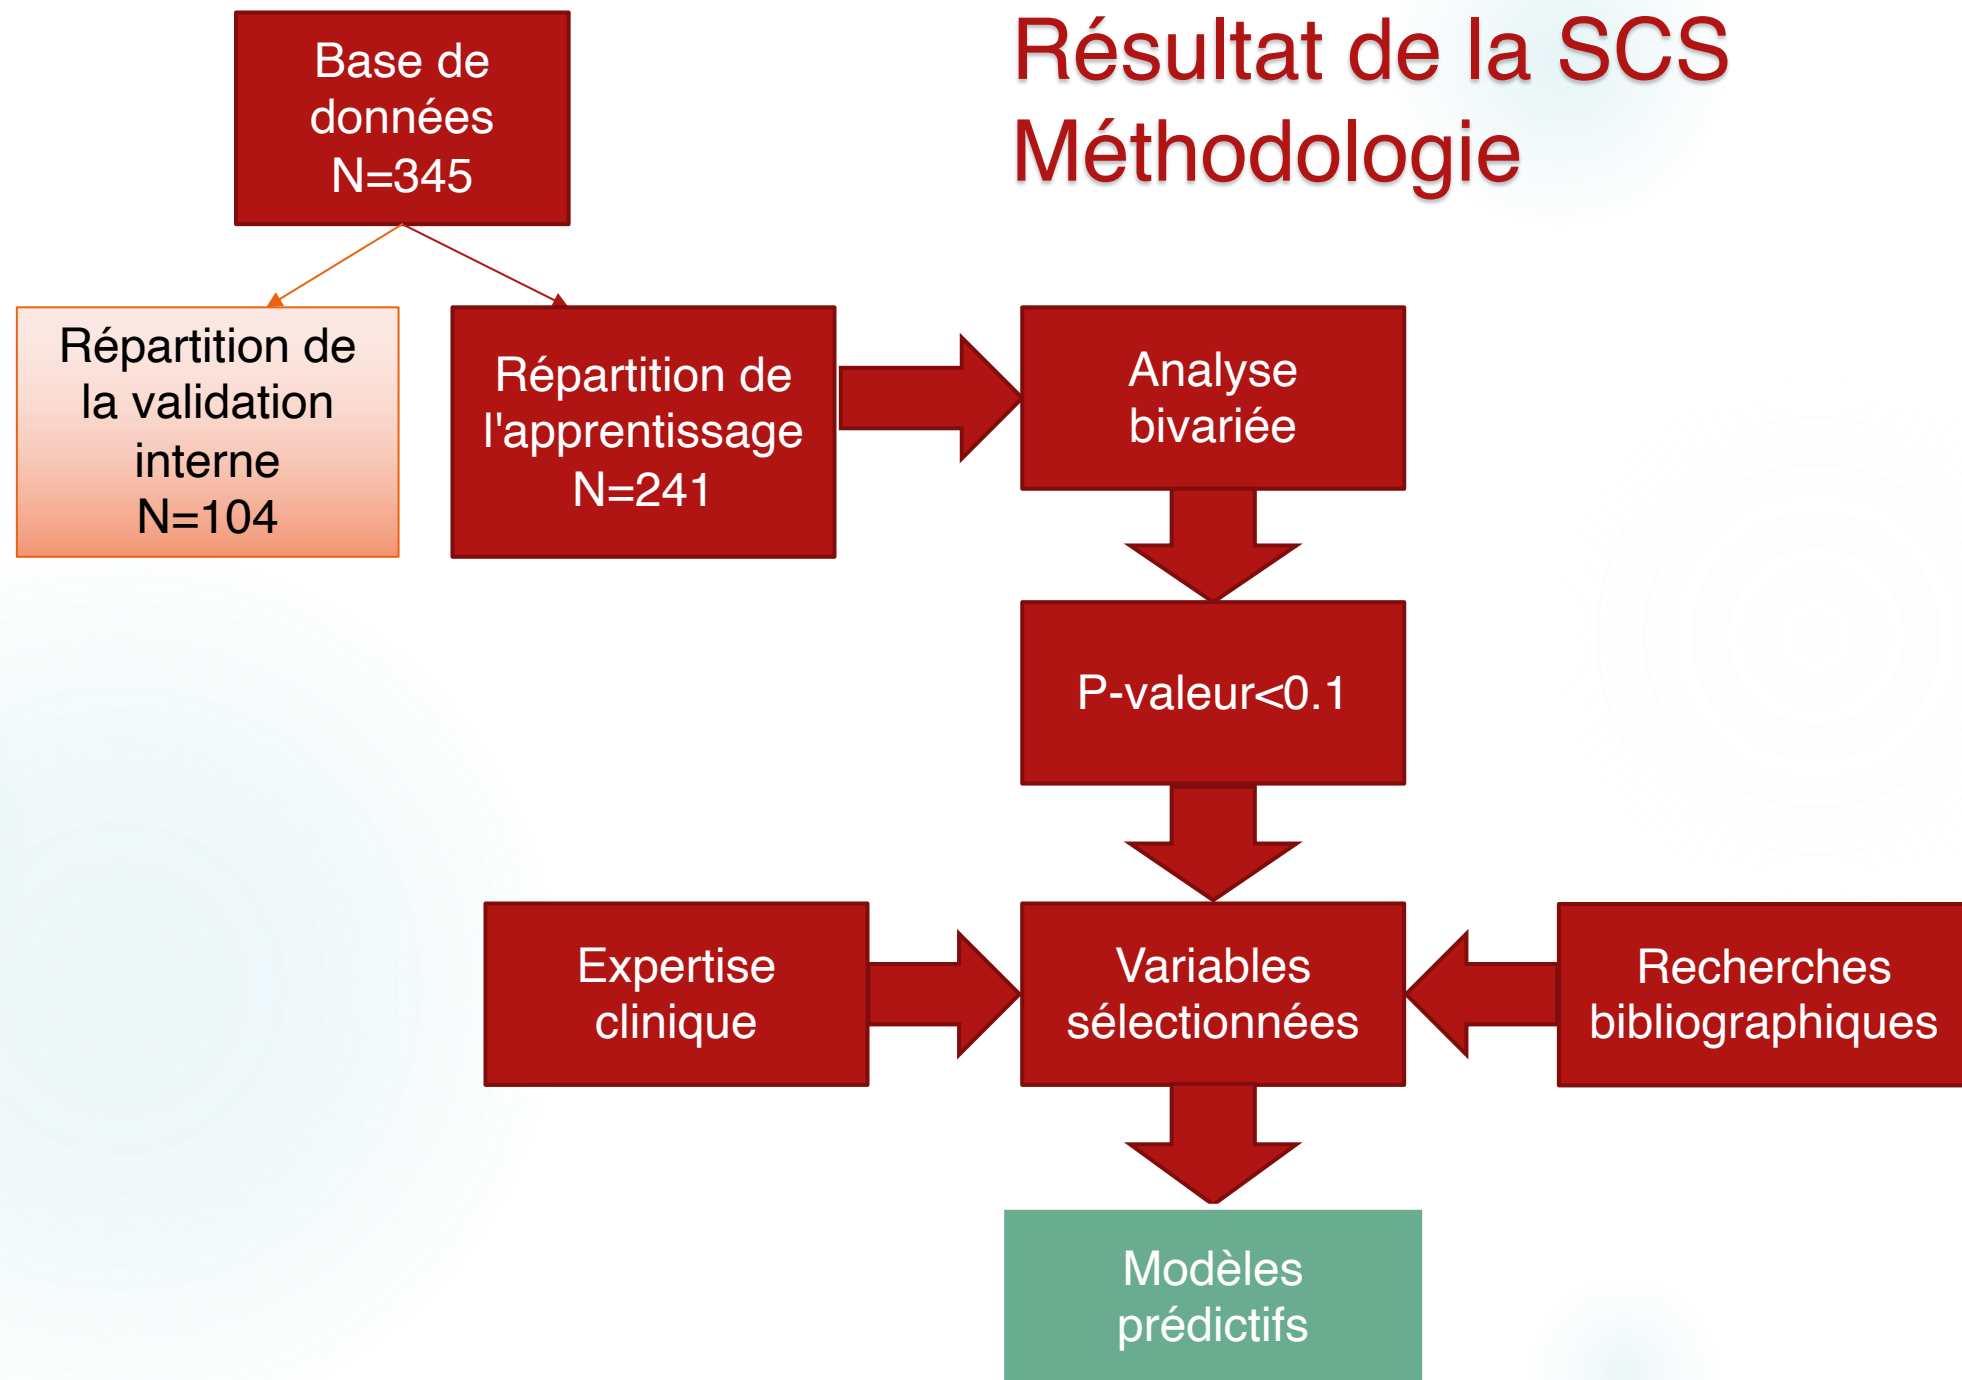 Résultat de la SCS
Méthodologie
Base de
données
N=345
Répartition de
la validation
interne
N=104
Répartition de
l'apprentissage
N=241
Analyse
bivariée
P-valeur<0.1
Expertise
clinique
Variables
sélectionnées
Recherches
bibliographiques
Modèles
prédictifs